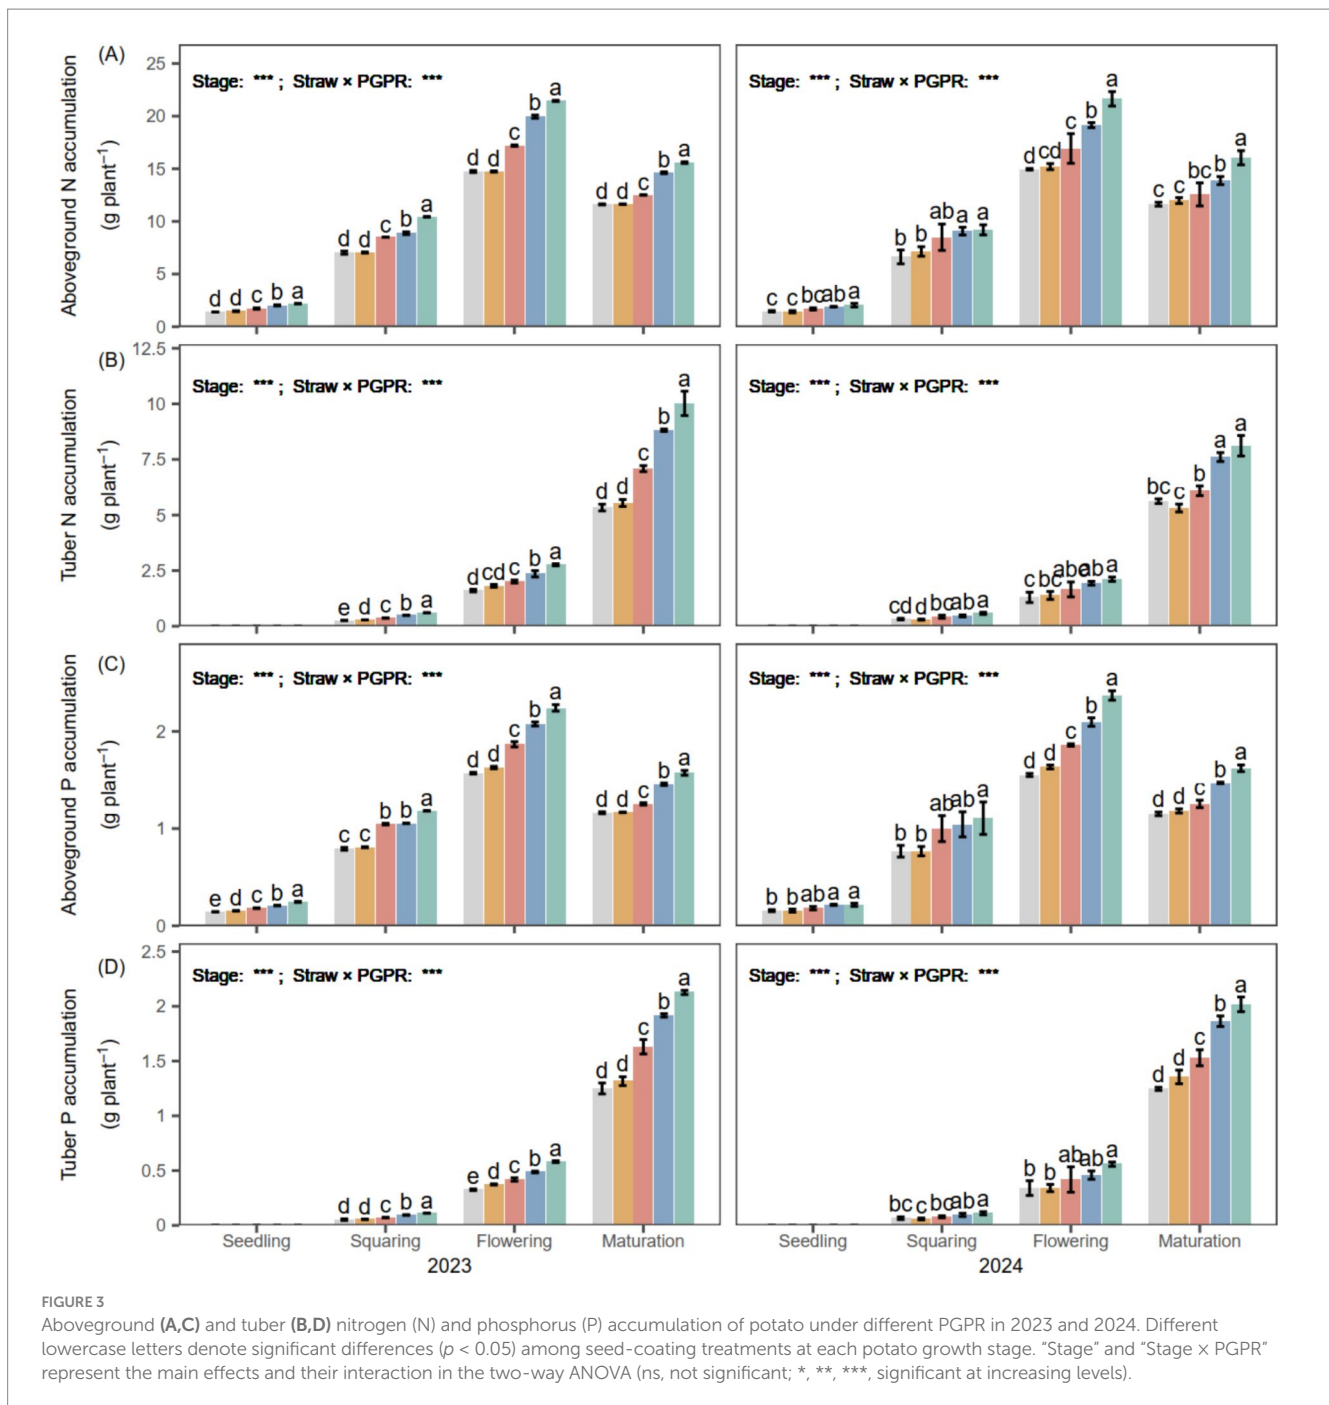 (A)
Aboveground N accumulation
(g plant⁻¹)
25
20
15
10
5
0
Stage: *** ; Straw × PGPR: ***
d d c b a
d d c b a
d d c b a
d d c b a
Stage: *** ; Straw × PGPR: ***
c c bc ab a
b b ab a a
d cd c b a
c c bc b a
(B)
Tuber N accumulation
(g plant⁻¹)
12.5
10
7.5
5
2.5
0
Stage: *** ; Straw × PGPR: ***
e d c b a
d cd c b a
d d c b a
Stage: *** ; Straw × PGPR: ***
cd d bc ab a
c bc abc ab a
bc c b a a
(C)
Aboveground P accumulation
(g plant⁻¹)
2
1
0
Stage: *** ; Straw × PGPR: ***
e d c b a
c c b b a
d d c b a
d d c b a
Stage: *** ; Straw × PGPR: ***
b b ab a a
b b ab ab a
d d c b a
d d c b a
(D)
Tuber P accumulation
(g plant⁻¹)
2.5
2
1.5
1
0.5
0
Stage: *** ; Straw × PGPR: ***
d d c b a
e d c b a
d d c b a
Stage: *** ; Straw × PGPR: ***
bc c bc ab a
b b ab ab a
d d c b a
Seedling Squaring Flowering Maturation
2023
Seedling Squaring Flowering Maturation
2024
FIGURE 3
Aboveground (A,C) and tuber (B,D) nitrogen (N) and phosphorus (P) accumulation of potato under different PGPR in 2023 and 2024. Different
lowercase letters denote significant differences (p < 0.05) among seed-coating treatments at each potato growth stage. “Stage” and “Stage × PGPR”
represent the main effects and their interaction in the two-way ANOVA (ns, not significant; *, **, ***, significant at increasing levels).